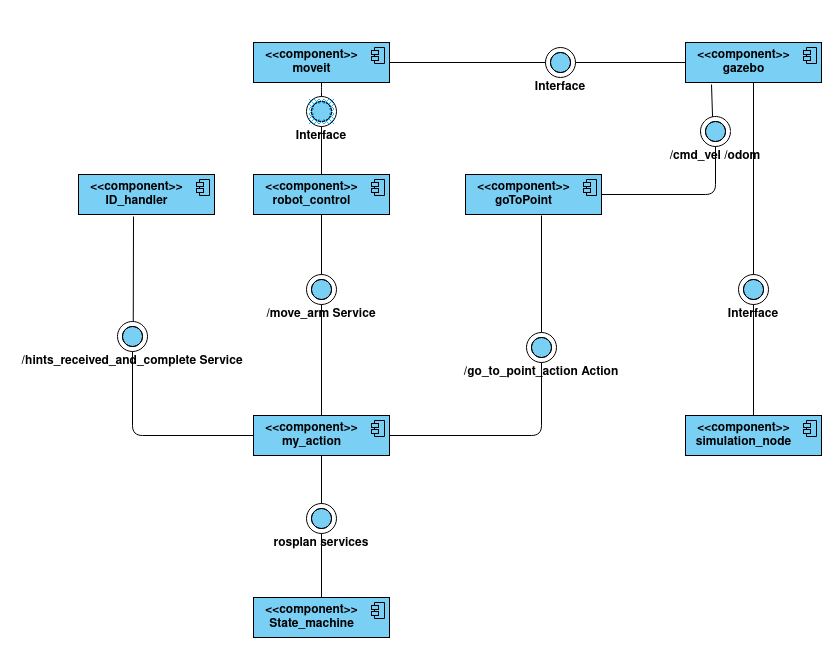 <<component>>
moveit
<<component>>
gazebo
Interface
Interface
/cmd_vel /odom
<<component>>
ID_handler
<<component>>
robot_control
<<component>>
goToPoint
/move_arm Service
Interface
/hints_received_and_complete Service
/go_to_point_action Action
<<component>>
my_action
<<component>>
simulation_node
rosplan services
<<component>>
State_machine